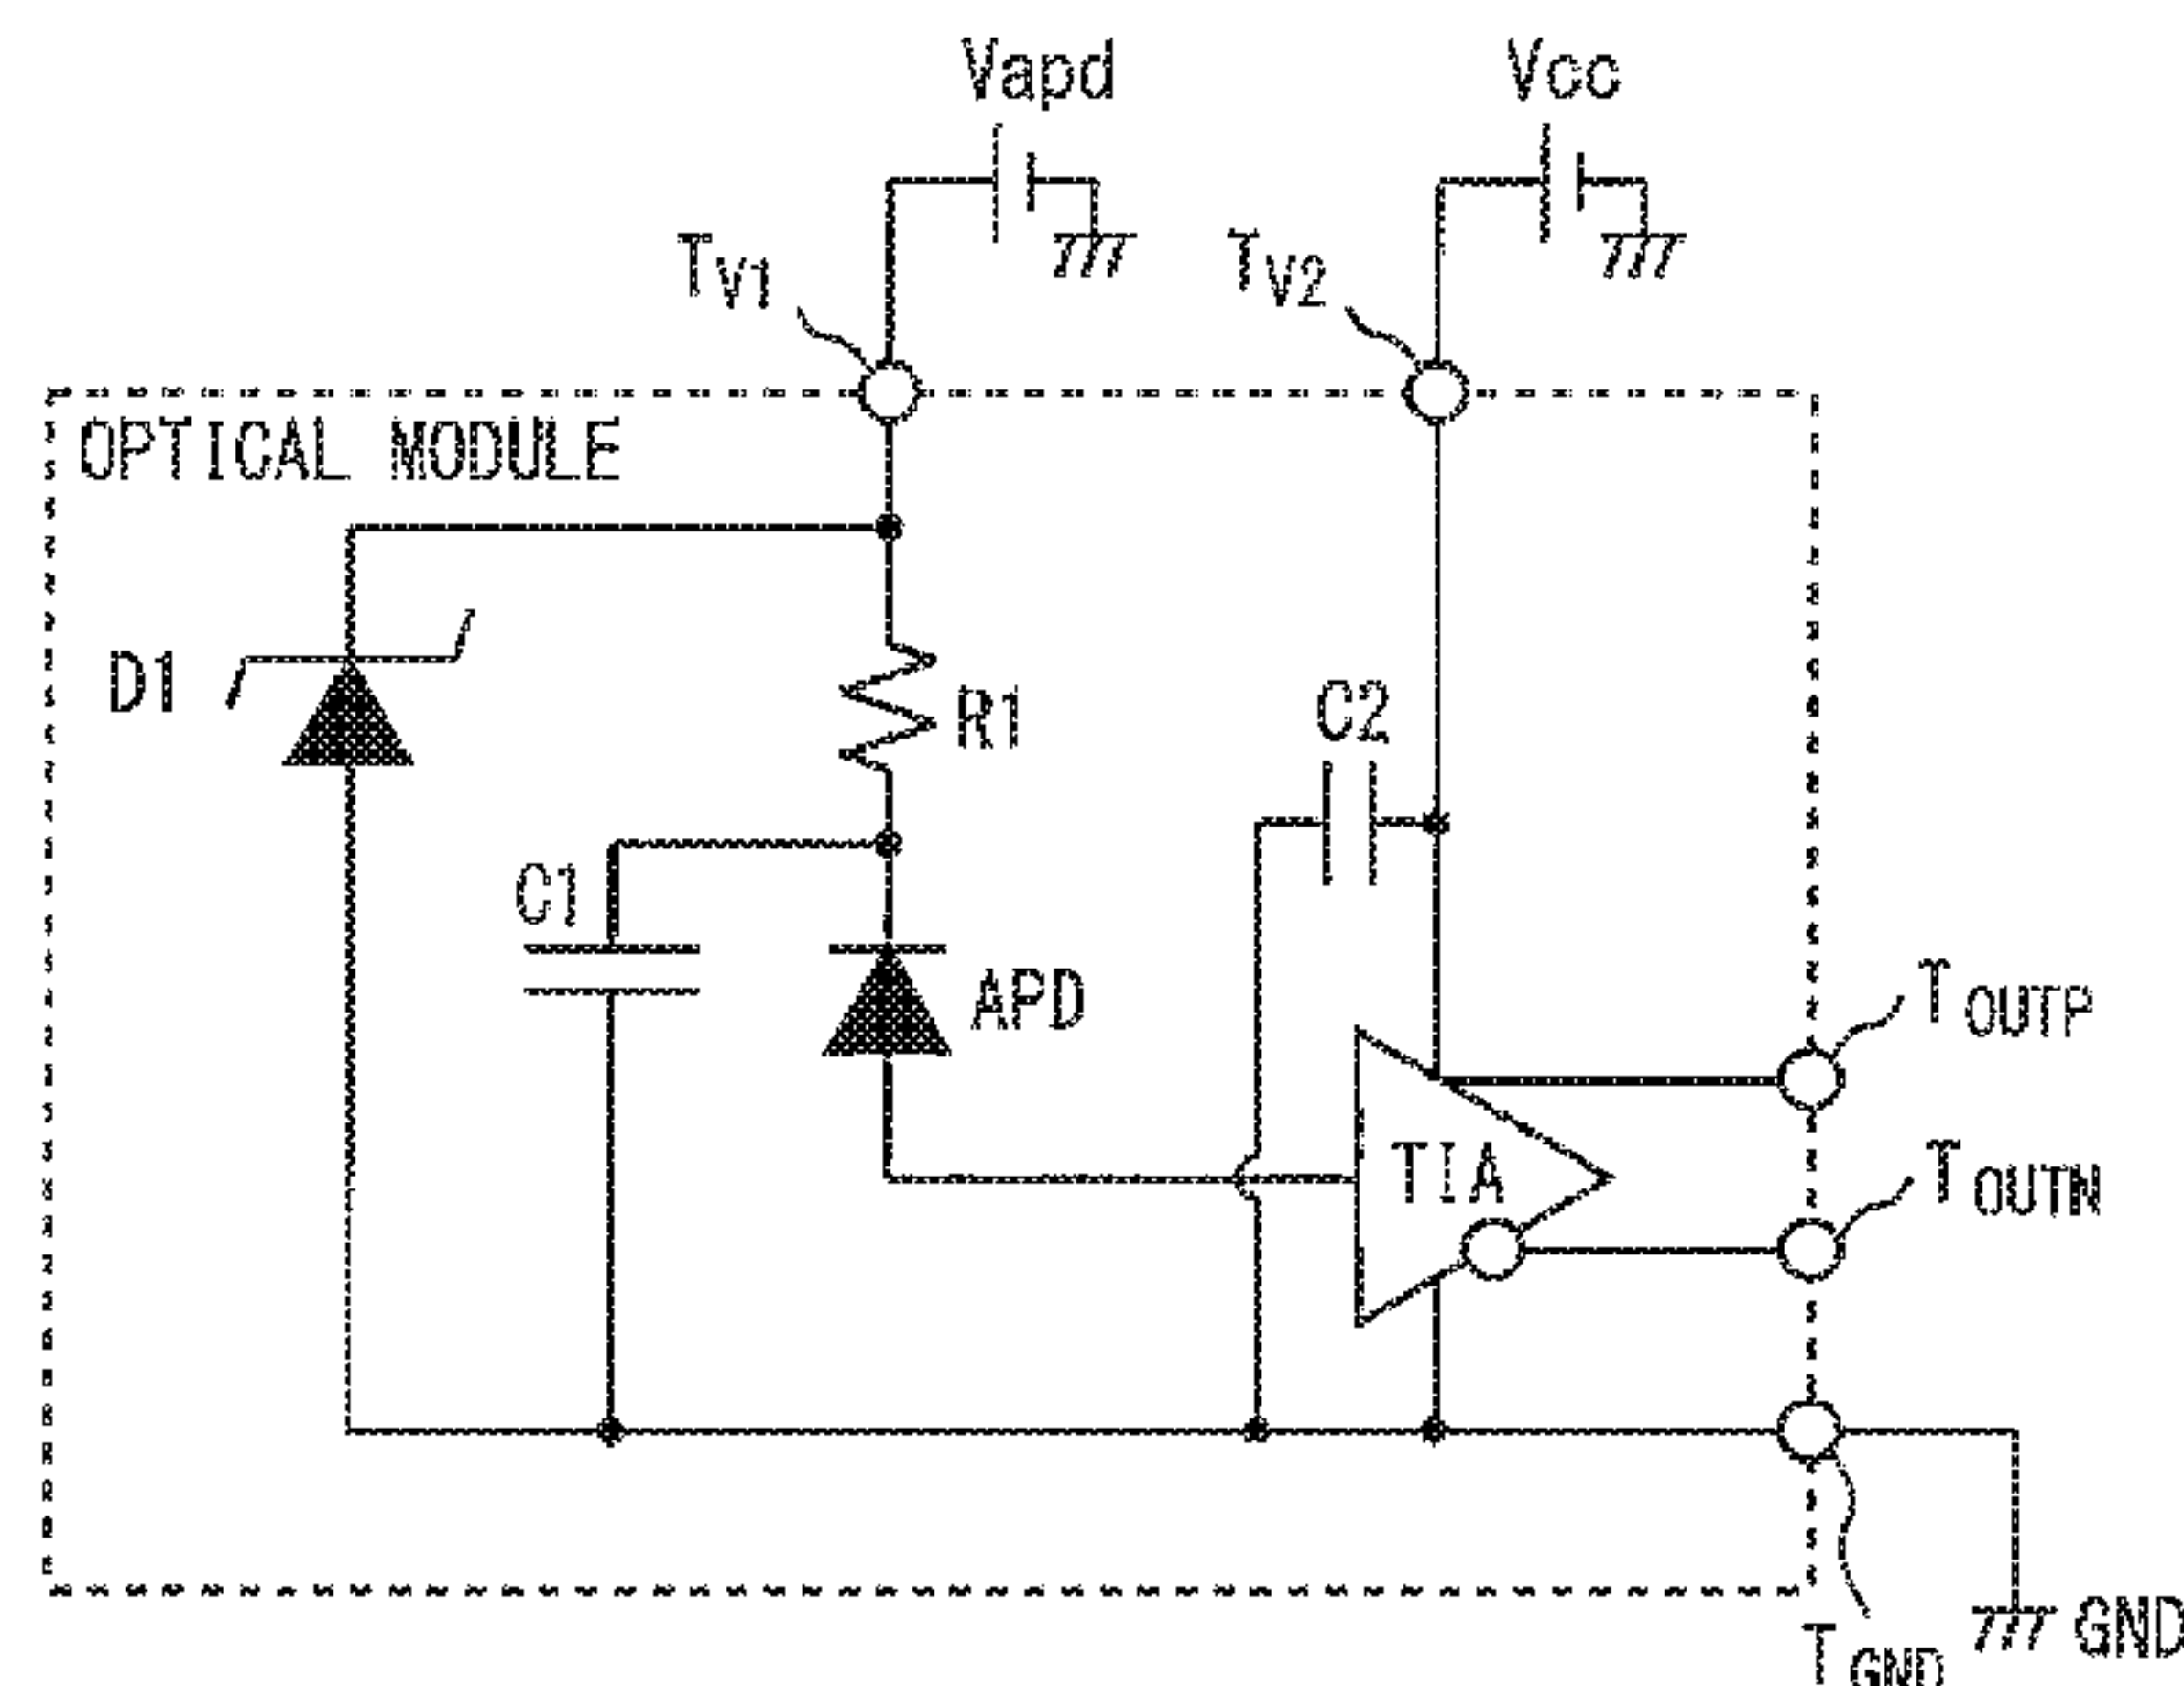 Vapd
Vcc
TV1
TV2
OPTICAL MODULE
D1
R1
C2
C1
APD
TOUTP
TIA
TOUTN
TGND
GND